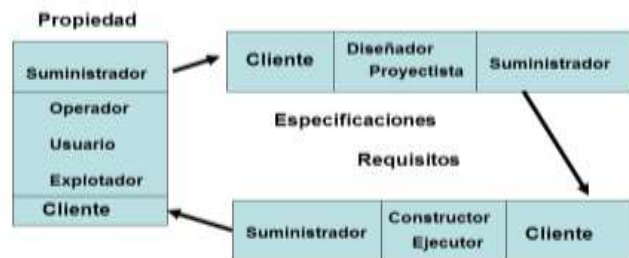 Propiedad
Suministrador
Operador
Usuario
Explotador
Cliente
Cliente
Diseñador
Proyectista
Suministrador
Especificaciones
Requisitos
Suministrador
Constructor
Ejecutor
Cliente